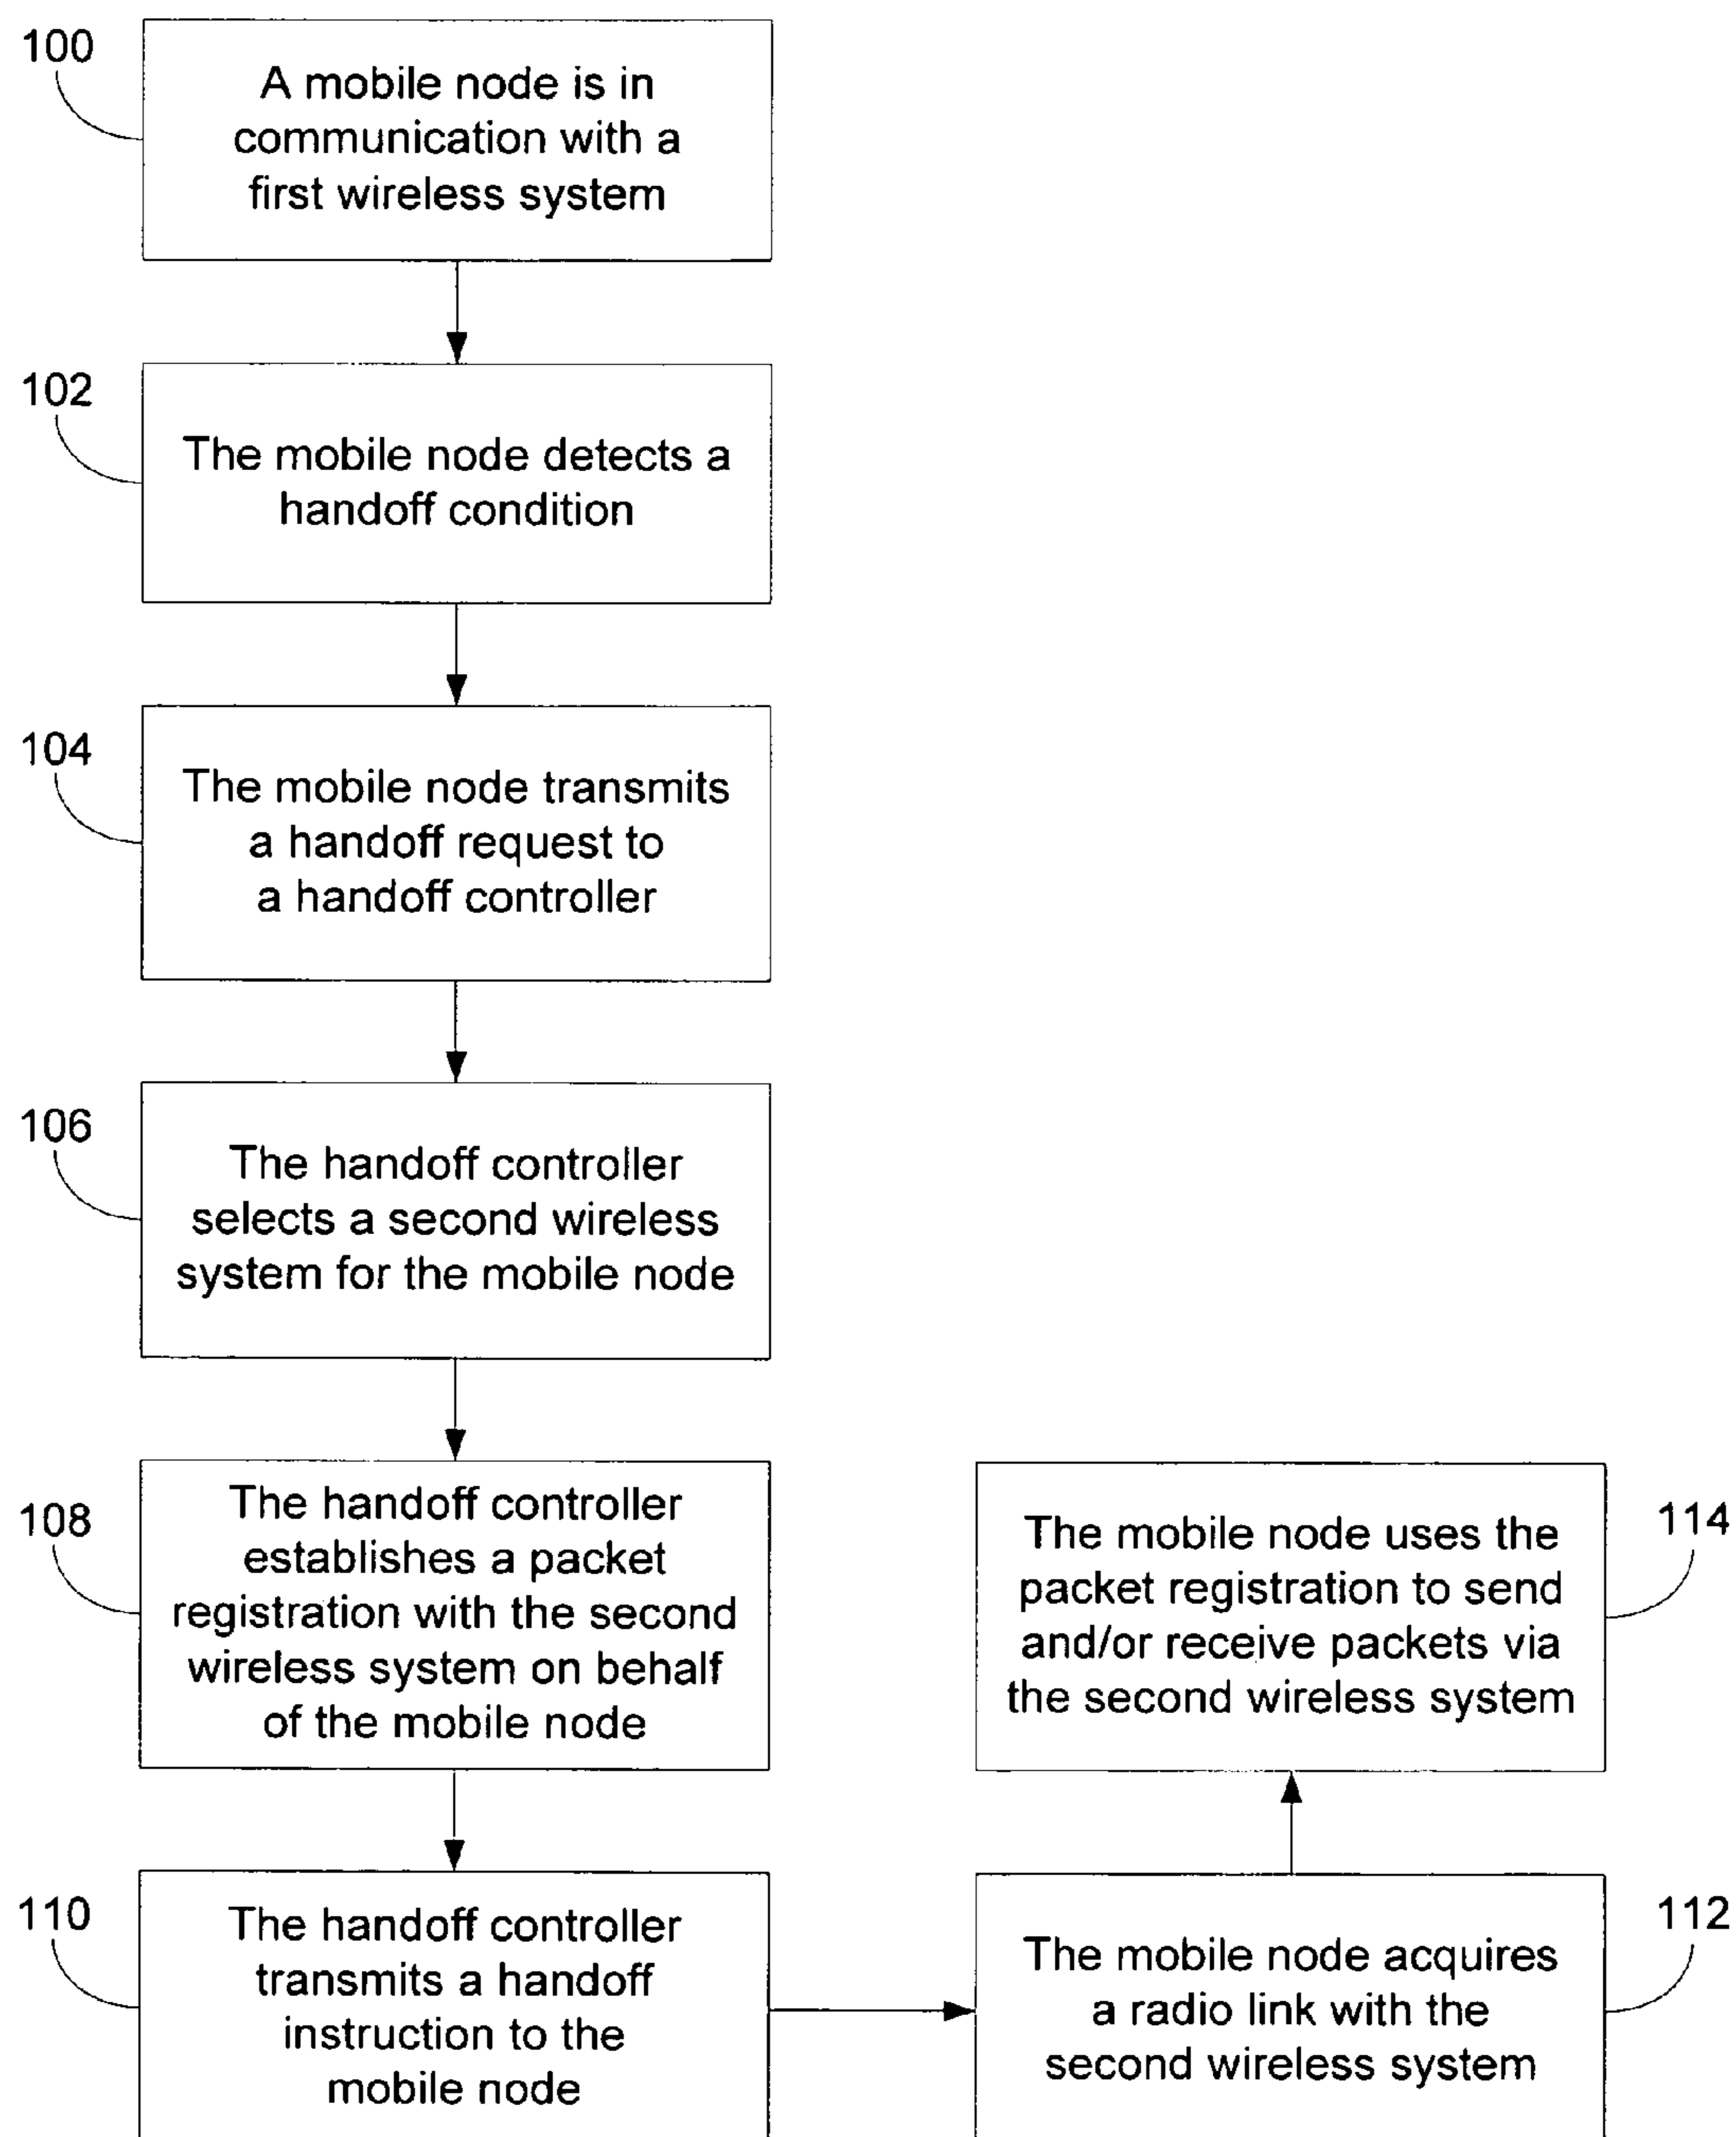 100
A mobile node is in
communication with a
first wireless system
102
The mobile node detects a
handoff condition
104
The mobile node transmits
a handoff request to
a handoff controller
106
The handoff controller
selects a second wireless
system for the mobile node
108
The handoff controller
establishes a packet
registration with the second
wireless system on behalf
of the mobile node
110
The handoff controller
transmits a handoff
instruction to the
mobile node
112
The mobile node acquires
a radio link with the
second wireless system
114
The mobile node uses the
packet registration to send
and/or receive packets via
the second wireless system